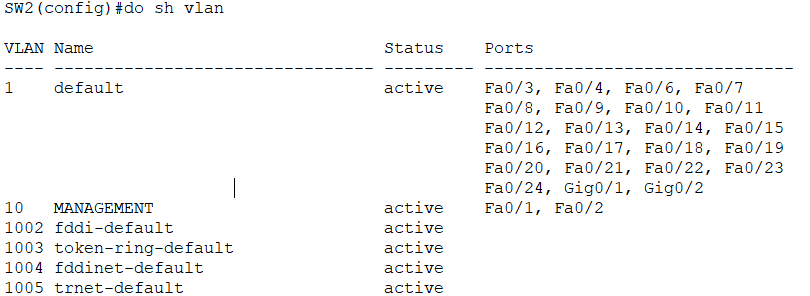 SW2(config)#do sh vlan
VLAN Name                             Status    Ports
---- -------------------------------- --------- -------------------------------
1    default                          active    Fa0/3, Fa0/4, Fa0/6, Fa0/7
                                                Fa0/8, Fa0/9, Fa0/10, Fa0/11
                                                Fa0/12, Fa0/13, Fa0/14, Fa0/15
                                                Fa0/16, Fa0/17, Fa0/18, Fa0/19
                                                Fa0/20, Fa0/21, Fa0/22, Fa0/23
                                                Fa0/24, Gig0/1, Gig0/2
10   MANAGEMENT                       active    Fa0/1, Fa0/2
1002 fddi-default                     active
1003 token-ring-default               active
1004 fddinet-default                  active
1005 trnet-default                    active